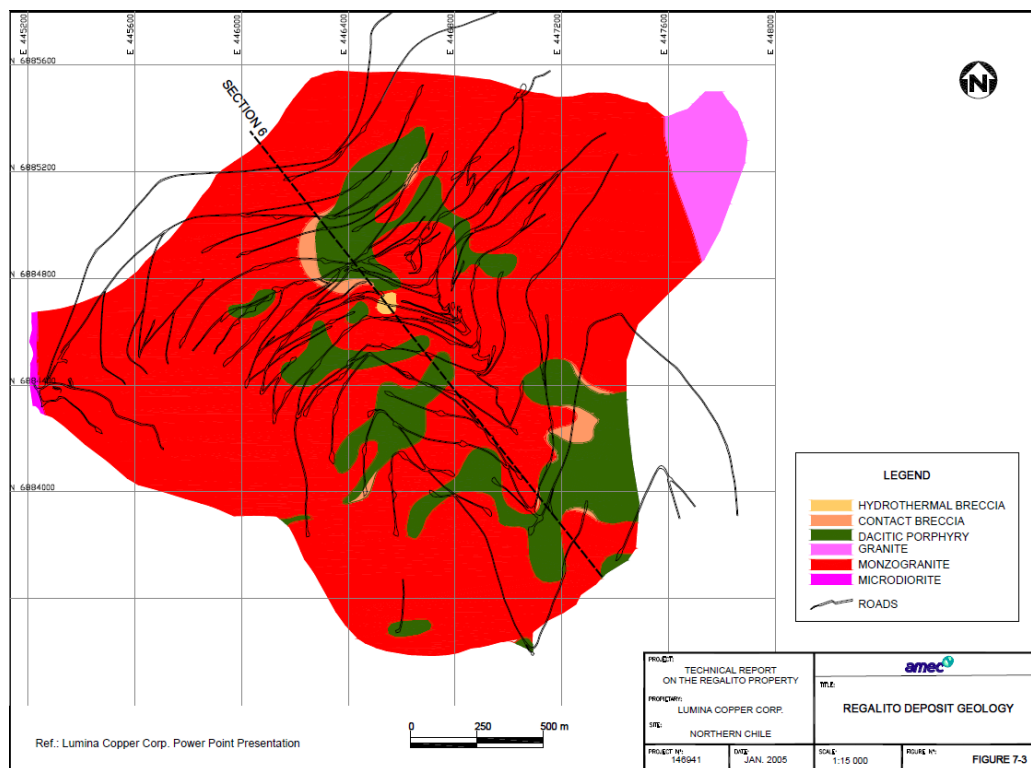 E 445200
E 445600
E 446000
E 446400
E 446800
E 447200
E 447600
E 448000
N 6885600
N
SECTION 6
N 6885200
N 6884800
N 6884400
N 6884000
LEGEND
HYDROTHERMAL BRECCIA
CONTACT BRECCIA
DACITIC PORPHYRY
GRANITE
MONZOGRANITE
MICRODIORITE
ROADS
0 250 500 m
Ref.: Lumina Copper Corp. Power Point Presentation
PROJECT:
TECHNICAL REPORT
ON THE REGALITO PROPERTY
PROPIETARY:
LUMINA COPPER CORP.
SITE:
NORTHERN CHILE
amec
TITLE:
REGALITO DEPOSIT GEOLOGY
PROJECT Nº:
146941
DATE:
JAN. 2005
SCALE:
1:15 000
FIGURE Nº:
FIGURE 7-3